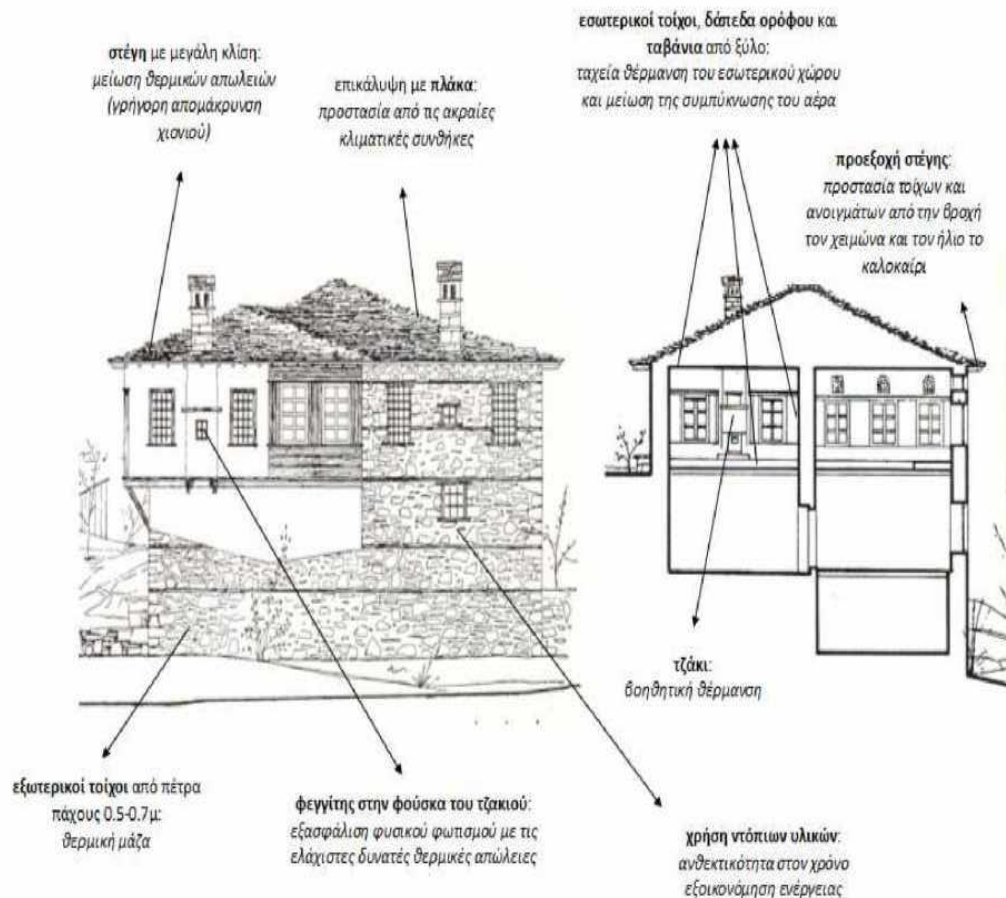 στέγη με μεγάλη κλίση:
μείωση θερμικών απωλειών
(γρήγορη απομάκρυνση
χιονιού)
επικάλυψη με πλάκα:
προστασία από τις ακραίες
κλιματικές συνθήκες
εσωτερικοί τοίχοι, δάπεδα ορόφου και
ταβάνια από ξύλο:
ταχεία θέρμανση του εσωτερικού χώρου
και μείωση της συμπύκνωσης του αέρα
προεξοχή στέγης:
προστασία τοίχων και
ανοιγμάτων από την βροχή
τον χειμώνα και τον ήλιο το
καλοκαίρι
τζάκι:
βοηθητική θέρμανση
εξωτερικοί τοίχοι από πέτρα
πάχους 0.5-0.7μ:
θερμική μάζα
φεγγίτης στην φούσκα του τζακιού:
εξασφάλιση φυσικού φωτισμού με τις
ελάχιστες δυνατές θερμικές απώλειες
χρήση ντόπιων υλικών:
ανθεκτικότητα στον χρόνο
εξοικονόμηση ενέργειας